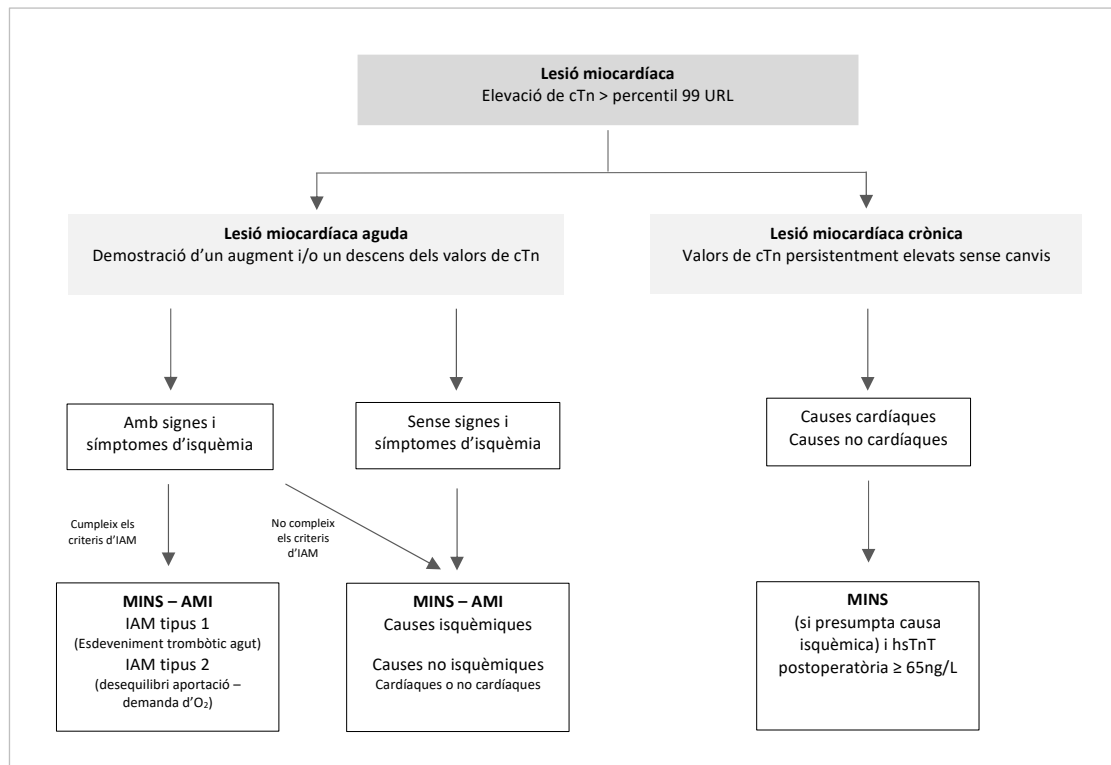 Lesió miocardíaca
Elevació de cTn > percentil 99 URL
Lesió miocardíaca aguda
Demostració d’un augment i/o un descens dels valors de cTn
Lesió miocardíaca crònica
Valors de cTn persistentment elevats sense canvis
Amb signes i
símptomes d’isquèmia
Sense signes i
símptomes d’isquèmia
Causes cardíaques
Causes no cardíaques
Cumpleix els
criteris d’IAM
No compleix
els criteris
d’IAM
MINS – AMI
IAM tipus 1
(Esdeveniment trombòtic agut)
IAM tipus 2
(desequilibri aportació –
demanda d’O₂)
MINS – AMI
Causes isquèmiques
Causes no isquèmiques
Cardíaques o no cardíaques
MINS
(si presumpta causa
isquèmica) i hsTnT
postoperatòria ≥ 65ng/L